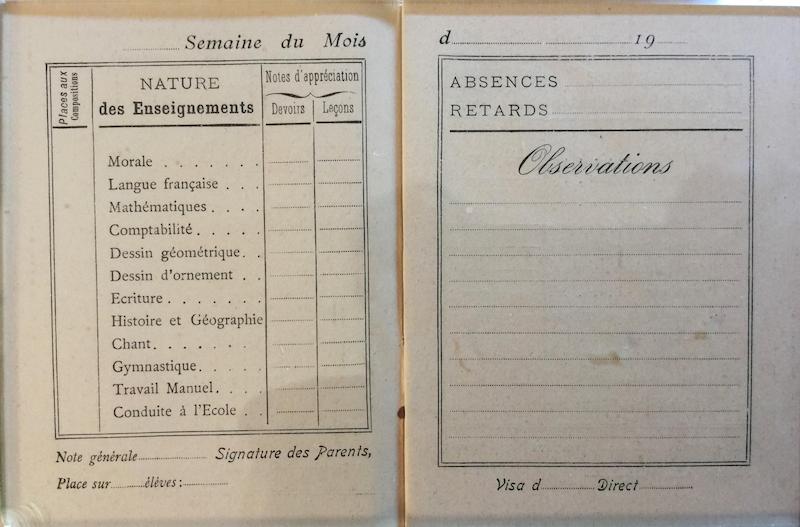 Semaine du Mois
Places aux Compositions
NATURE
des Enseignements
Notes d'appréciation
Devoirs Leçons
Morale . . . . . . .
Langue française . . .
Mathématiques . . . .
Comptabilité . . . . .
Dessin géométrique . .
Dessin d'ornement . .
Ecriture . . . . . . .
Histoire et Géographie
Chant . . . . . . .
Gymnastique . . . . .
Travail Manuel . . . .
Conduite à l'Ecole . .
Note générale.................. Signature des Parents,
Place sur..........élèves :............
d.............................................19........
ABSENCES
RETARDS
Observations
Visa d.............. Direct..............